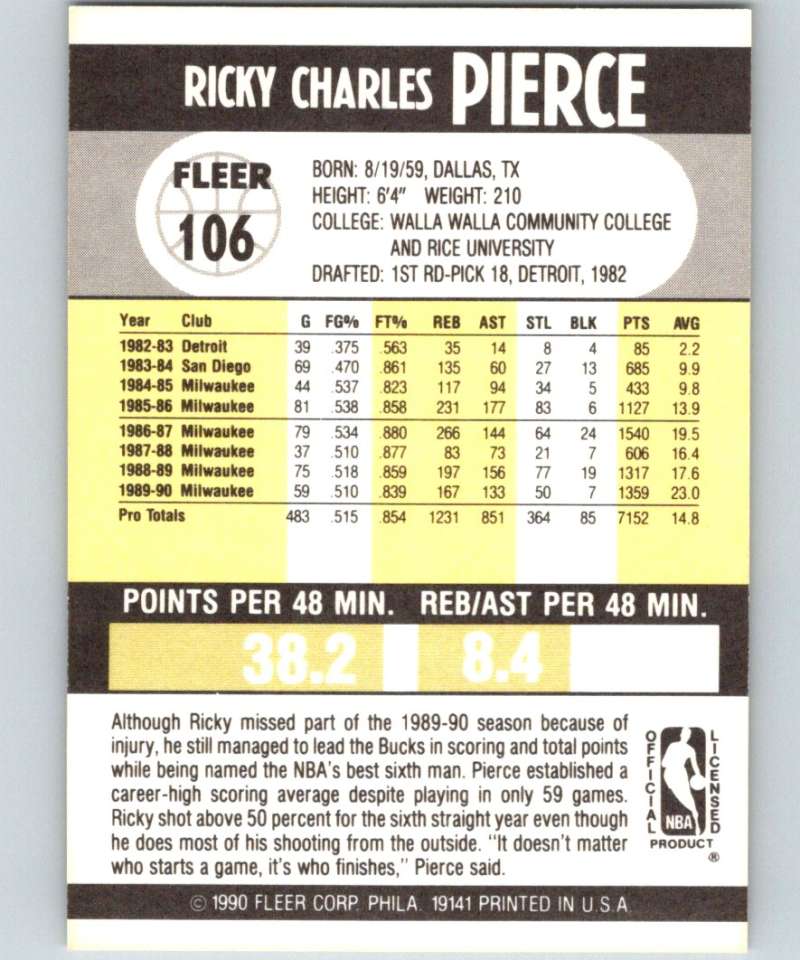 RICKY CHARLES PIERCE
FLEER
106
BORN: 8/19/59, DALLAS, TX
HEIGHT: 6'4" WEIGHT: 210
COLLEGE: WALLA WALLA COMMUNITY COLLEGE
AND RICE UNIVERSITY
DRAFTED: 1ST RD-PICK 18, DETROIT, 1982
Year Club G FG% FT% REB AST STL BLK PTS AVG
1982-83 Detroit 39 .375 .563 35 14 8 4 85 2.2
1983-84 San Diego 69 .470 .861 135 60 27 13 685 9.9
1984-85 Milwaukee 44 .537 .823 117 94 34 5 433 9.8
1985-86 Milwaukee 81 .538 .858 231 177 83 6 1127 13.9
1986-87 Milwaukee 79 .534 .880 266 144 64 24 1540 19.5
1987-88 Milwaukee 37 .510 .877 83 73 21 7 606 16.4
1988-89 Milwaukee 75 .518 .859 197 156 77 19 1317 17.6
1989-90 Milwaukee 59 .510 .839 167 133 50 7 1359 23.0
Pro Totals 483 .515 .854 1231 851 364 85 7152 14.8
POINTS PER 48 MIN. REB/AST PER 48 MIN.
38.2 8.4
Although Ricky missed part of the 1989-90 season because of
injury, he still managed to lead the Bucks in scoring and total points
while being named the NBA's best sixth man. Pierce established a
career-high scoring average despite playing in only 59 games.
Ricky shot above 50 percent for the sixth straight year even though
he does most of his shooting from the outside. "It doesn't matter
who starts a game, it's who finishes," Pierce said.
OFFICIAL
NBA
LICENSED
PRODUCT
®
© 1990 FLEER CORP. PHILA. 19141 PRINTED IN U.S.A